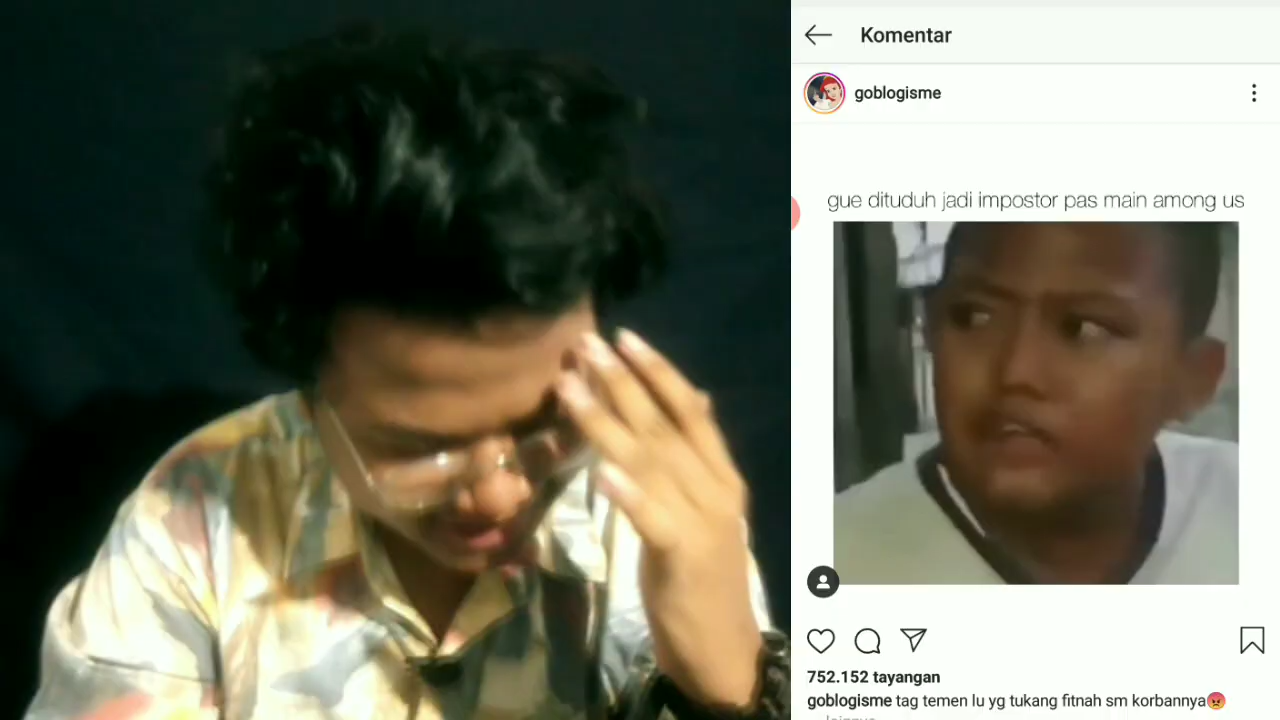 Komentar
goblogisme
gue dituduh jadi impostor pas main among us
752.152 tayangan
goblogisme tag temen lu yg tukang fitnah sm korbannya😡